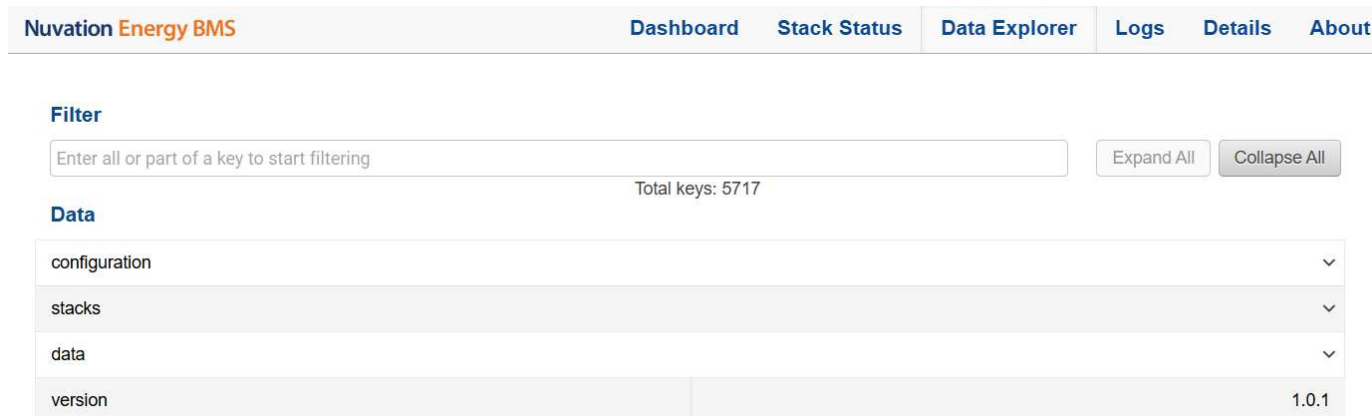 Nuvation Energy BMS Dashboard Stack Status Data Explorer Logs Details About
Filter
Enter all or part of a key to start filtering Expand All Collapse All
Total keys: 5717
Data
configuration
stacks
data
version 1.0.1